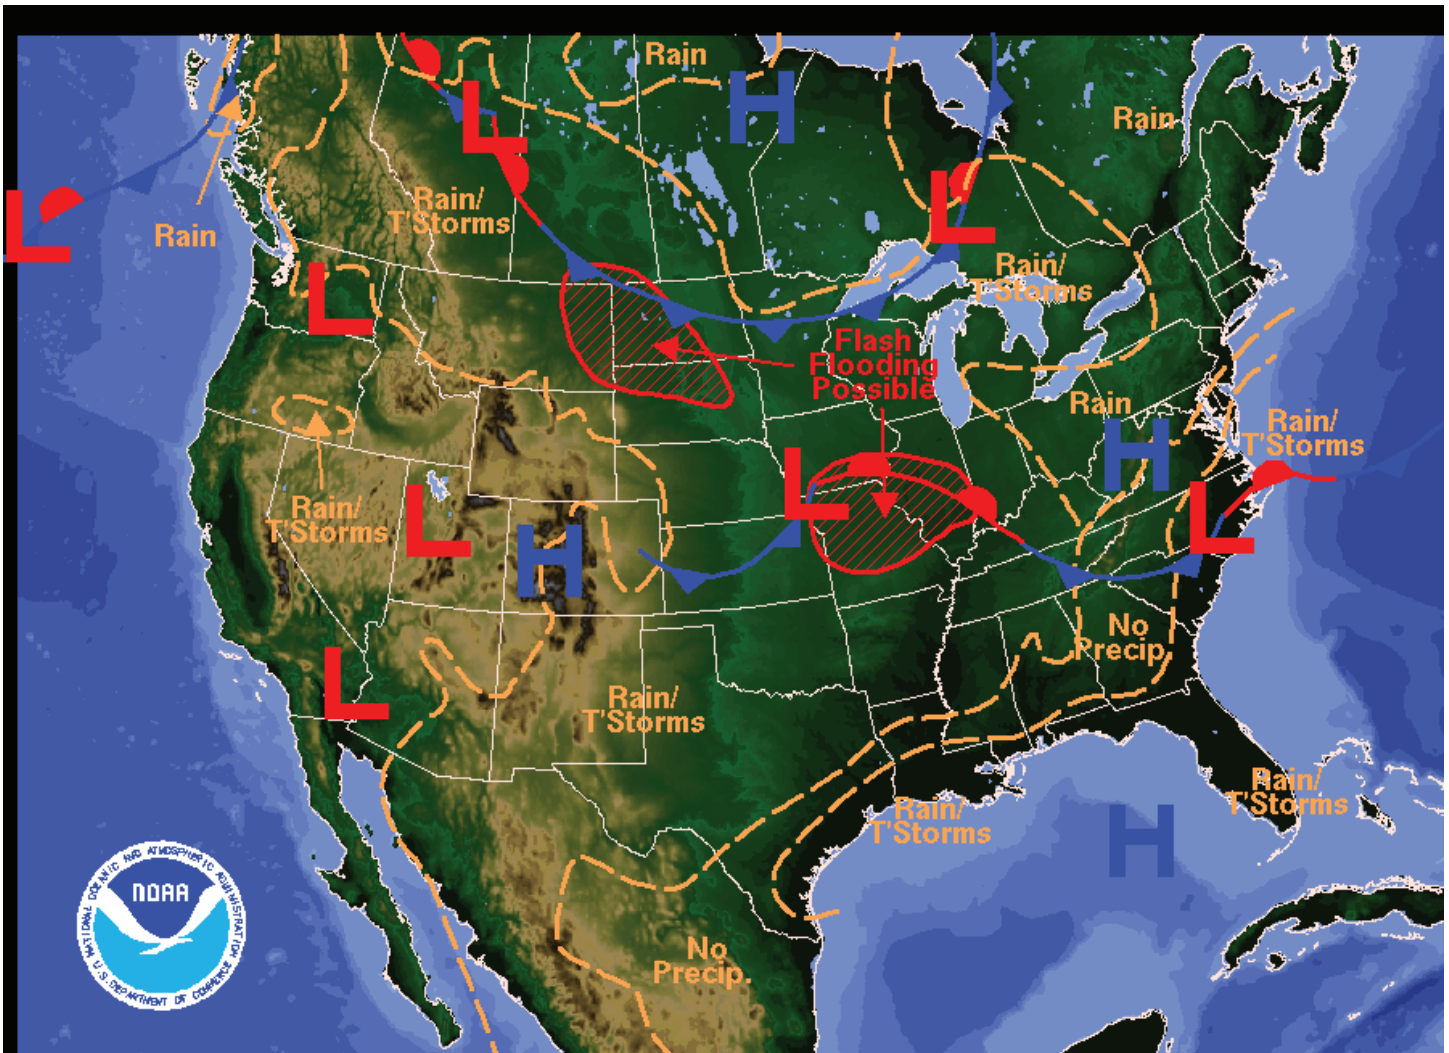 Rain
H
Rain
L
Rain/
T'Storms
L
L
Rain
Rain/
T'Storms
L
Flash
Flooding
Possible
Rain
Rain/
T'Storms
H
L
L
L
Rain/
T'Storms
H
No
Precip.
L
Rain/
T'Storms
Rain/
T'Storms
Rain/
T'Storms
H
NATIONAL OCEANIC AND ATMOSPHERIC ADMINISTRATION
NOAA
U.S. DEPARTMENT OF COMMERCE
No
Precip.